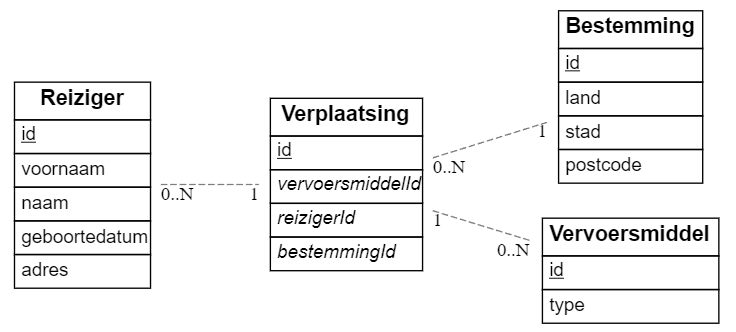 Reiziger
id
voornaam
naam
geboortedatum
adres
0..N
1
Verplaatsing
id
vervoersmiddelId
reizigerId
bestemmingId
0..N
1
1
0..N
Bestemming
id
land
stad
postcode
Vervoersmiddel
id
type